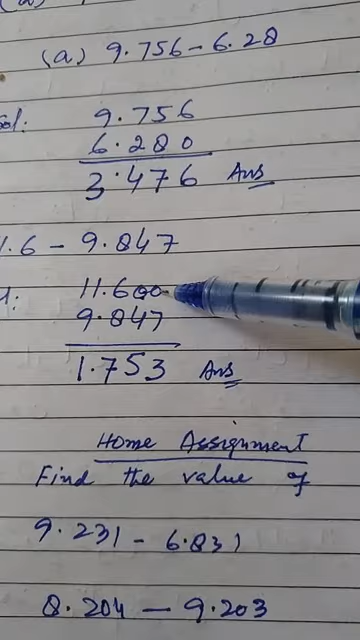 (a) 9.756 - 6.28
Sol: 9.756
6.280
3.476 Ans
1.6 - 9.847
11.600
9.847
1.753 Ans
Home Assignment
Find the value of
9.231 - 6.831
8.204 - 9.203